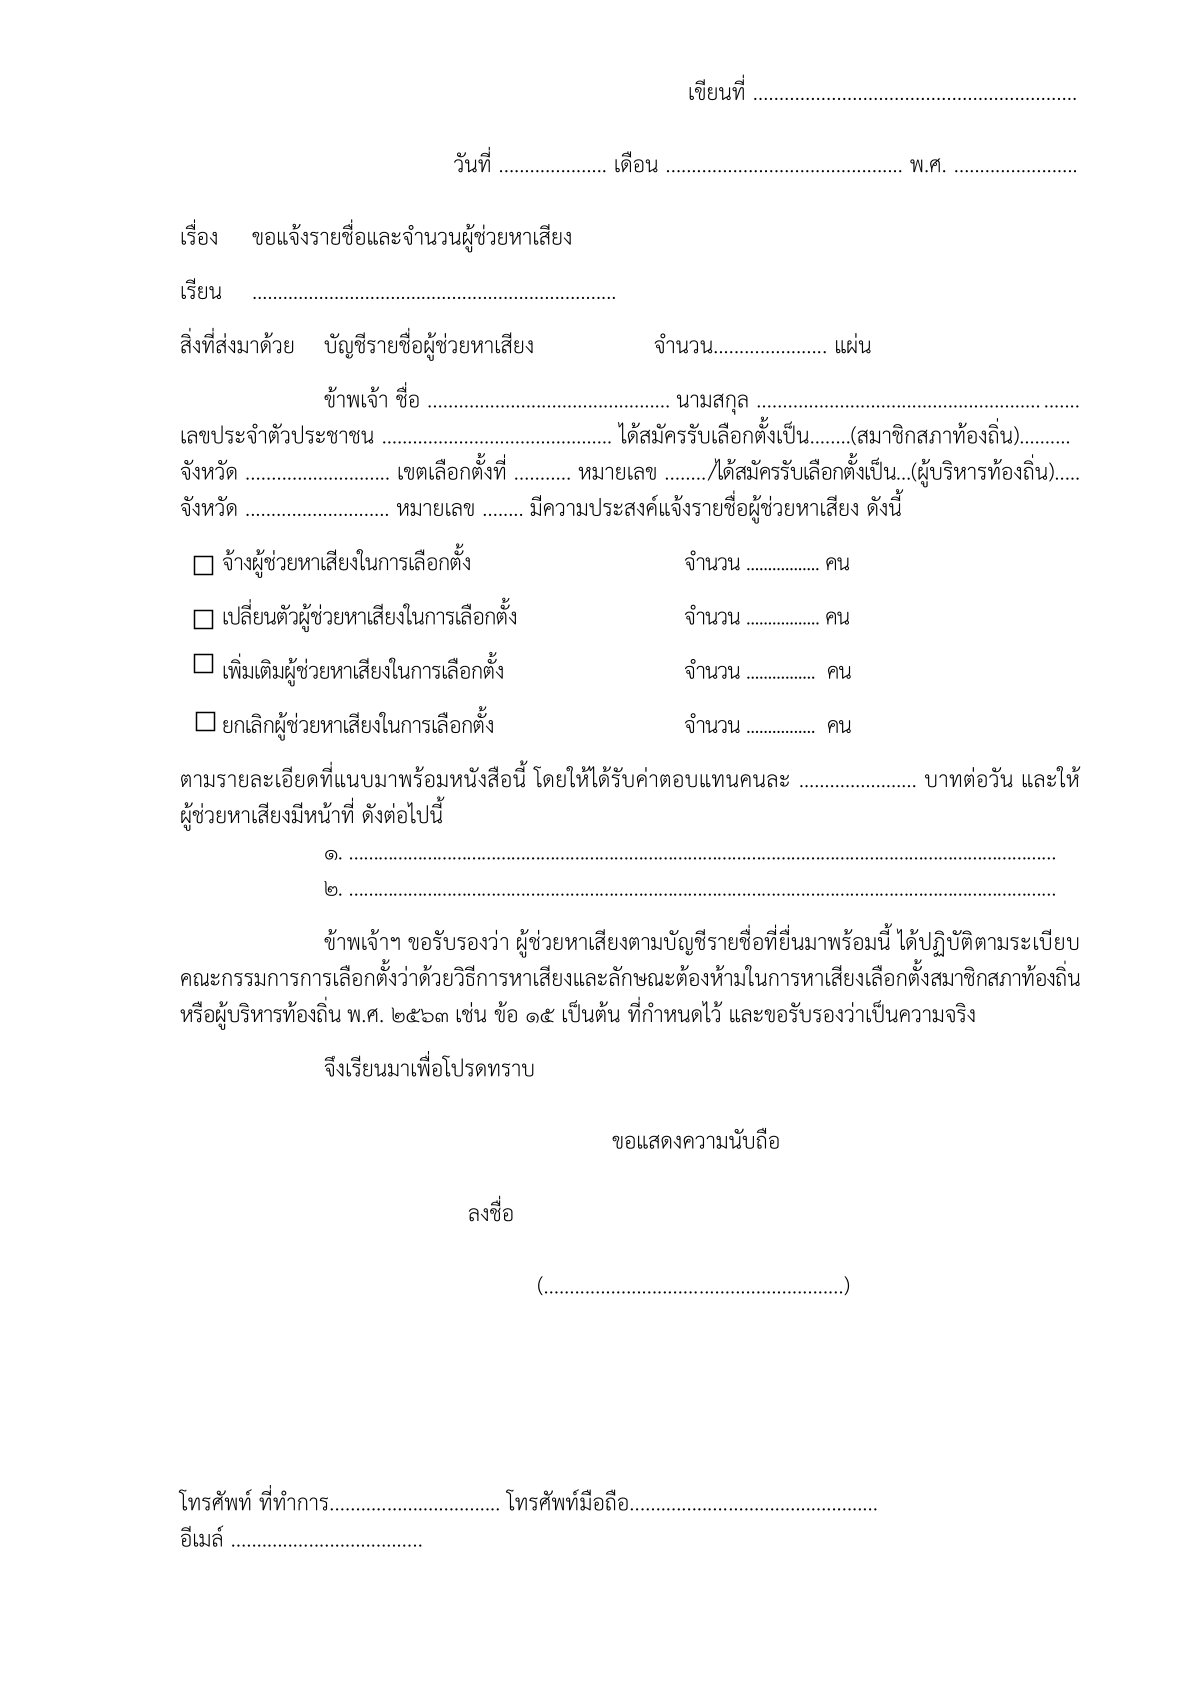 เขียนที่ ..............................................................
วันที่ ..................... เดือน .............................................. พ.ศ. ........................
เรื่อง ขอแจ้งรายชื่อและจำนวนผู้ช่วยหาเสียง
เรียน ......................................................................
สิ่งที่ส่งมาด้วย บัญชีรายชื่อผู้ช่วยหาเสียง จำนวน...................... แผ่น
ข้าพเจ้า ชื่อ ............................................... นามสกุล ..............................................................
เลขประจำตัวประชาชน ............................................ ได้สมัครรับเลือกตั้งเป็น........(สมาชิกสภาท้องถิ่น)..........
จังหวัด ............................ เขตเลือกตั้งที่ ........... หมายเลข ......../ได้สมัครรับเลือกตั้งเป็น...(ผู้บริหารท้องถิ่น).....
จังหวัด ............................ หมายเลข ........ มีความประสงค์แจ้งรายชื่อผู้ช่วยหาเสียง ดังนี้
☐ จ้างผู้ช่วยหาเสียงในการเลือกตั้ง จำนวน ................ คน
☐ เปลี่ยนตัวผู้ช่วยหาเสียงในการเลือกตั้ง จำนวน ................ คน
☐ เพิ่มเติมผู้ช่วยหาเสียงในการเลือกตั้ง จำนวน ............... คน
☐ ยกเลิกผู้ช่วยหาเสียงในการเลือกตั้ง จำนวน ............... คน
ตามรายละเอียดที่แนบมาพร้อมหนังสือนี้ โดยให้ได้รับค่าตอบแทนคนละ ....................... บาทต่อวัน และให้
ผู้ช่วยหาเสียงมีหน้าที่ ดังต่อไปนี้
๑. ................................................................................................................................................
๒. ................................................................................................................................................
ข้าพเจ้าฯ ขอรับรองว่า ผู้ช่วยหาเสียงตามบัญชีรายชื่อที่ยื่นมาพร้อมนี้ ได้ปฏิบัติตามระเบียบ
คณะกรรมการการเลือกตั้งว่าด้วยวิธีการหาเสียงและลักษณะต้องห้ามในการหาเสียงเลือกตั้งสมาชิกสภาท้องถิ่น
หรือผู้บริหารท้องถิ่น พ.ศ. ๒๕๖๓ เช่น ข้อ ๑๕ เป็นต้น ที่กำหนดไว้ และขอรับรองว่าเป็นความจริง
จึงเรียนมาเพื่อโปรดทราบ
ขอแสดงความนับถือ
ลงชื่อ
(..........................................................)
โทรศัพท์ ที่ทำการ................................. โทรศัพท์มือถือ................................................
อีเมล์ .....................................